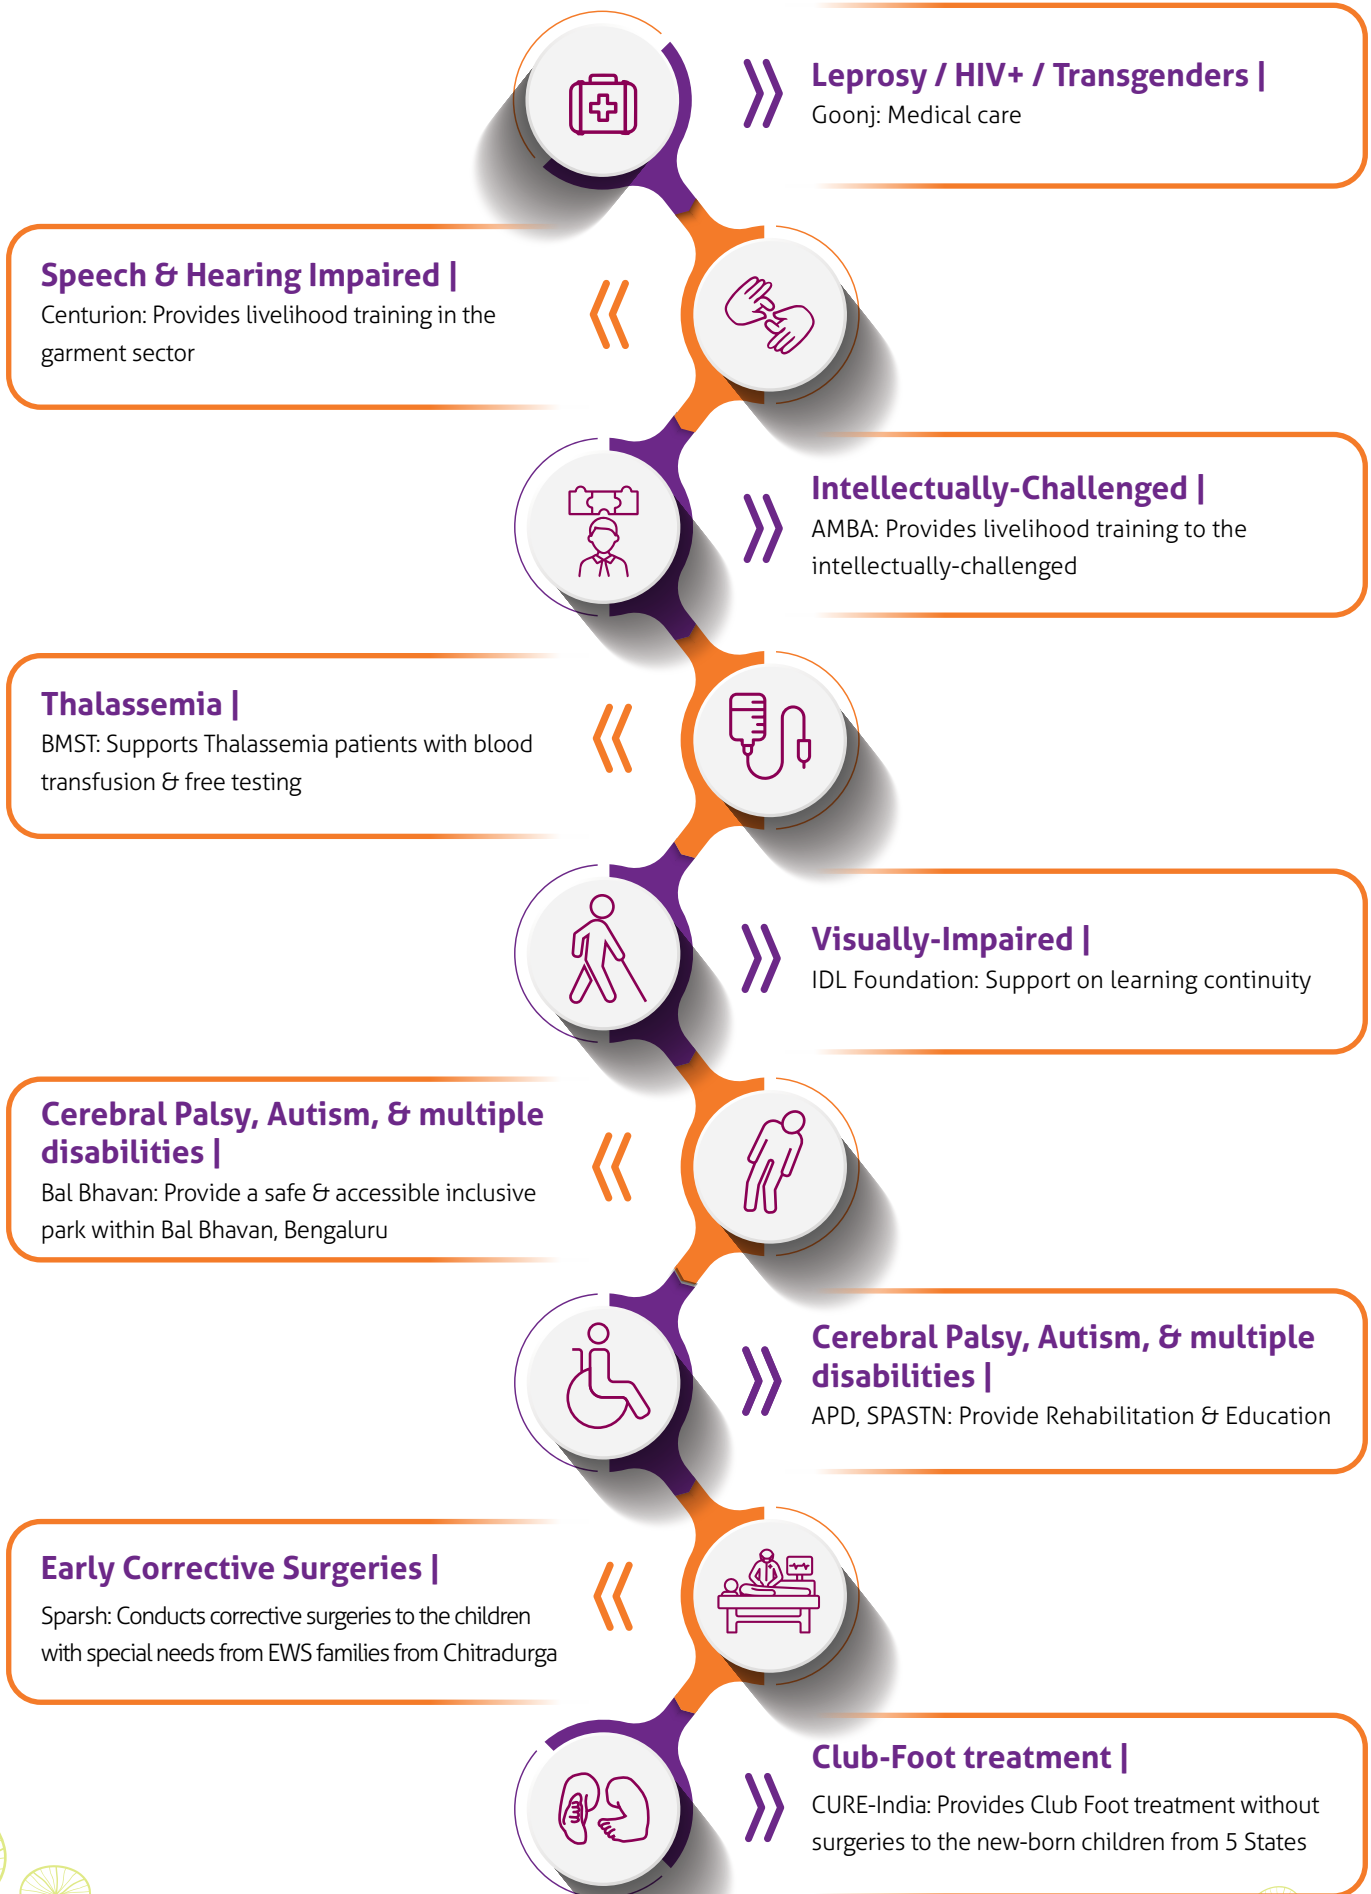 Leprosy / HIV+ / Transgenders |
Goonj: Medical care
Speech & Hearing Impaired |
Centurion: Provides livelihood training in the
garment sector
Intellectually-Challenged |
AMBA: Provides livelihood training to the
intellectually-challenged
Thalassemia |
BMST: Supports Thalassemia patients with blood
transfusion & free testing
Visually-Impaired |
IDL Foundation: Support on learning continuity
Cerebral Palsy, Autism, & multiple
disabilities |
Bal Bhavan: Provide a safe & accessible inclusive
park within Bal Bhavan, Bengaluru
Cerebral Palsy, Autism, & multiple
disabilities |
APD, SPASTN: Provide Rehabilitation & Education
Early Corrective Surgeries |
Sparsh: Conducts corrective surgeries to the children
with special needs from EWS families from Chitradurga
Club-Foot treatment |
CURE-India: Provides Club Foot treatment without
surgeries to the new-born children from 5 States